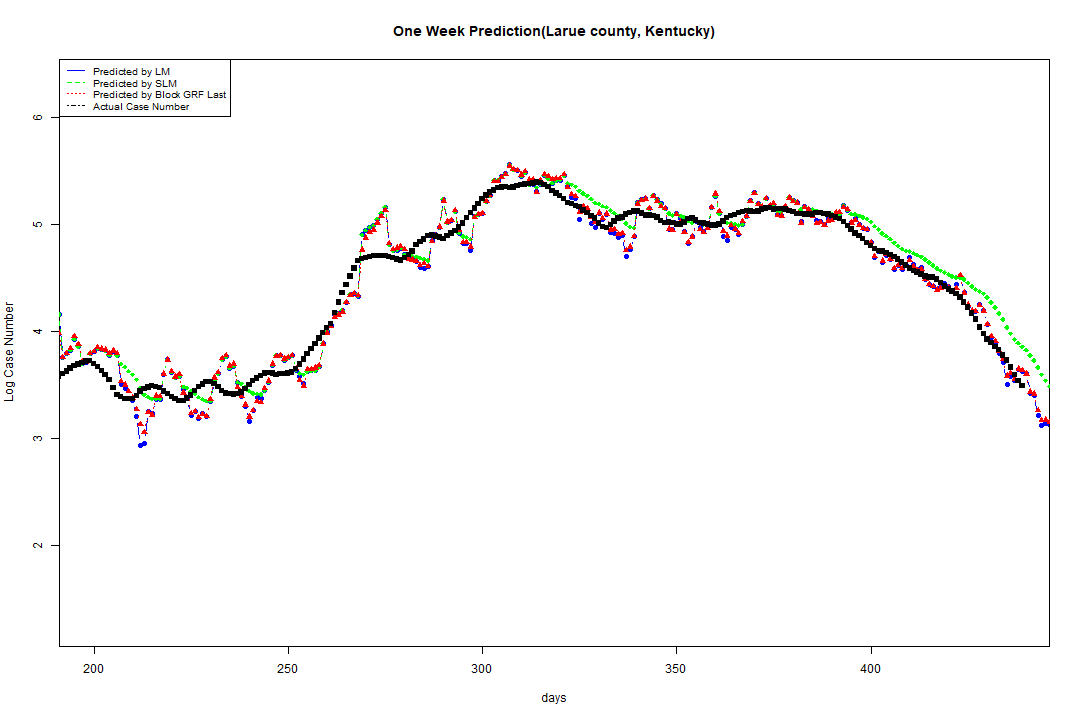 One Week Prediction(Larue county, Kentucky)
Predicted by LM
Predicted by SLM
Predicted by Block GRF Last
Actual Case Number
Log Case Number
6
5
4
3
2
200 250 300 350 400
days